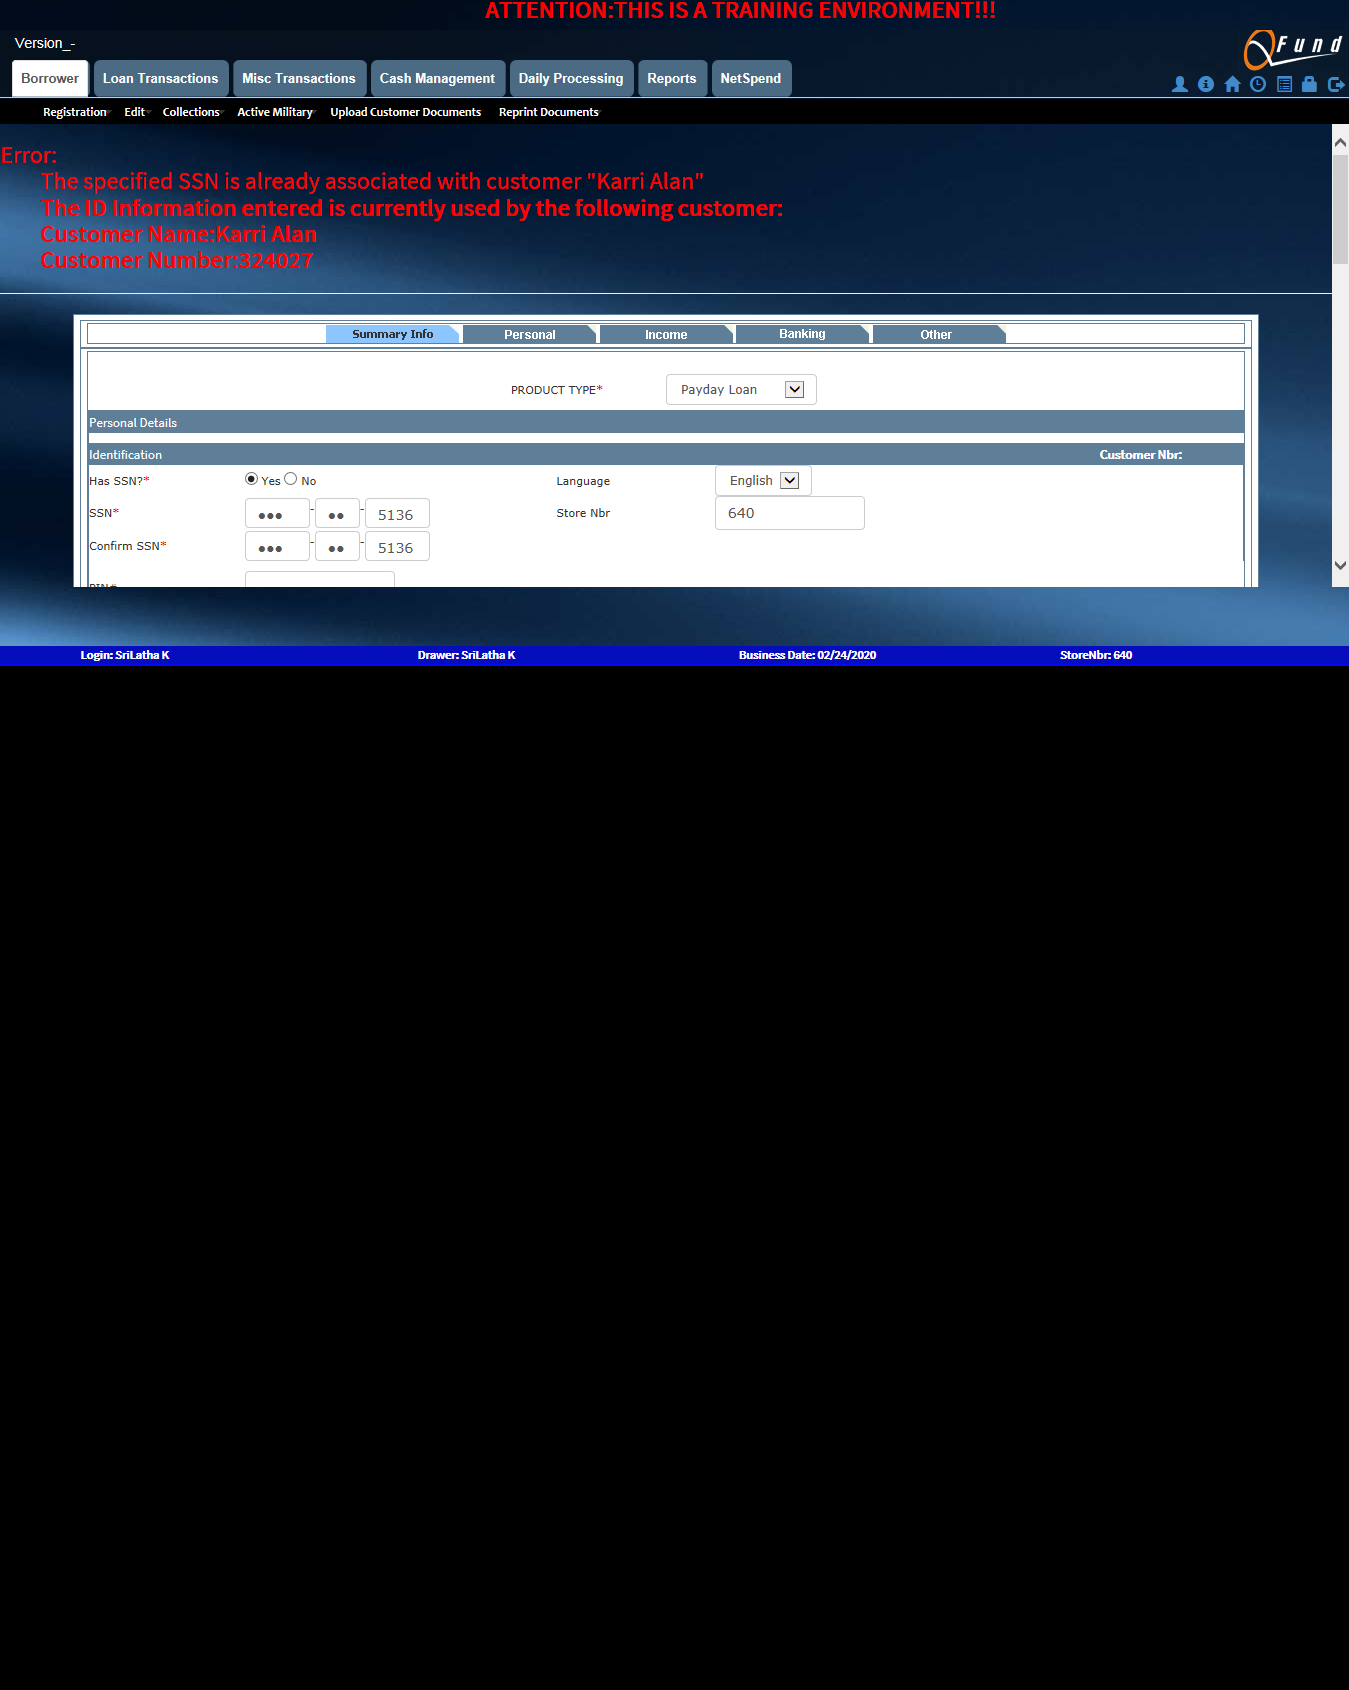 ATTENTION:THIS IS A TRAINING ENVIRONMENT!!!
Version_-
Fund
Borrower Loan Transactions Misc Transactions Cash Management Daily Processing Reports NetSpend
Registration Edit Collections Active Military Upload Customer Documents Reprint Documents
Error:
The specified SSN is already associated with customer "Karri Alan"
The ID Information entered is currently used by the following customer:
Customer Name:Karri Alan
Customer Number:324027
Summary Info Personal Income Banking Other
PRODUCT TYPE* Payday Loan
Personal Details
Identification Customer Nbr:
Has SSN?* Yes No Language English
SSN* ●●● - ●● - 5136 Store Nbr 640
Confirm SSN* ●●● - ●● - 5136
Login: SriLatha K Drawer: SriLatha K Business Date: 02/24/2020 StoreNbr: 640